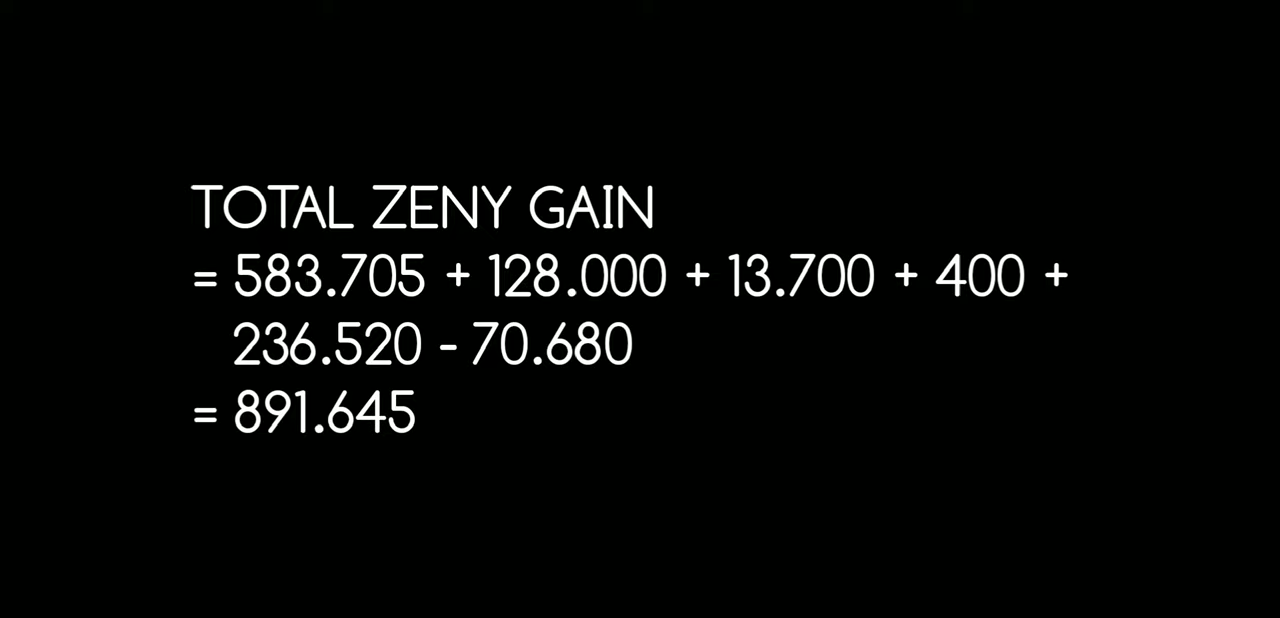 TOTAL ZENY GAIN
= 583.705 + 128.000 + 13.700 + 400 +
236.520 - 70.680
= 891.645